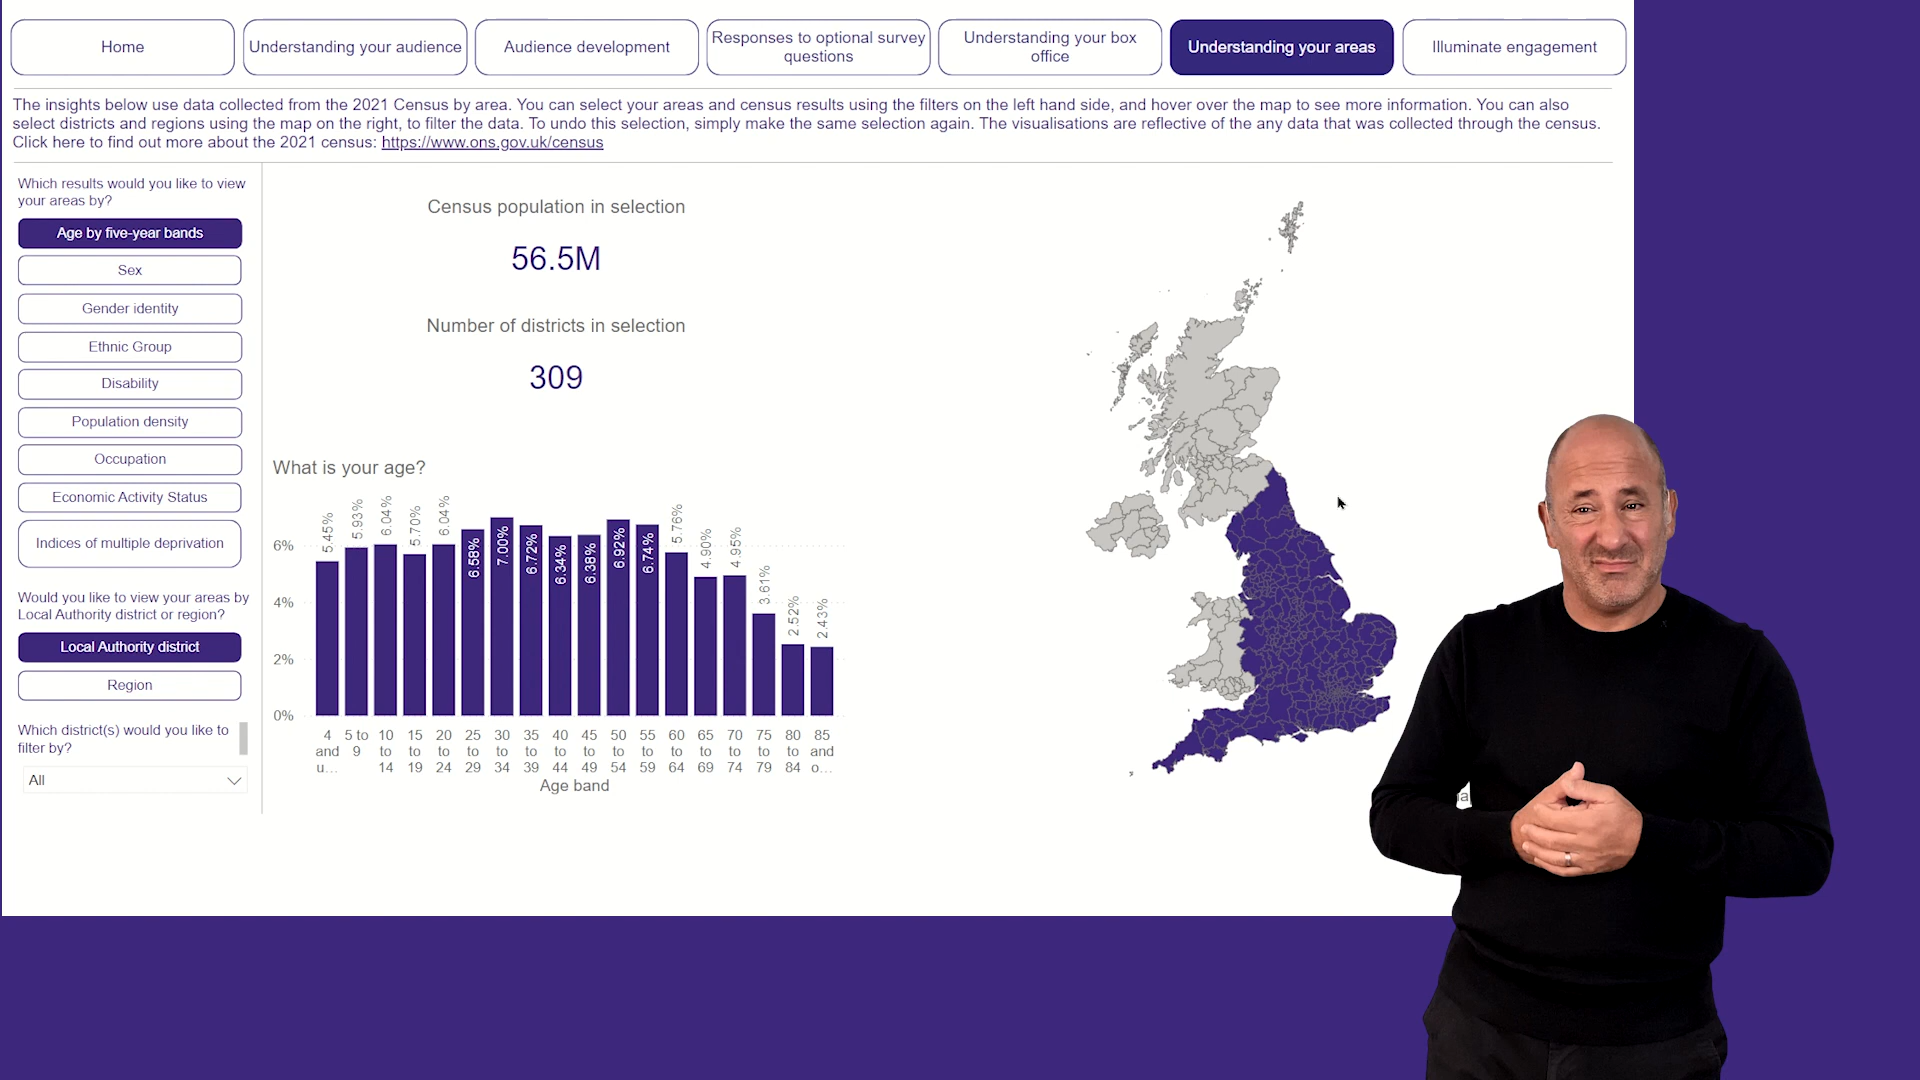 Home
Understanding your audience
Audience development
Responses to optional survey
questions
Understanding your box
office
Understanding your areas
Illuminate engagement
The insights below use data collected from the 2021 Census by area. You can select your areas and census results using the filters on the left hand side, and hover over the map to see more information. You can also
select districts and regions using the map on the right, to filter the data. To undo this selection, simply make the same selection again. The visualisations are reflective of the any data that was collected through the census.
Click here to find out more about the 2021 census: https://www.ons.gov.uk/census
Which results would you like to view
your areas by?
Age by five-year bands
Sex
Gender identity
Ethnic Group
Disability
Population density
Occupation
Economic Activity Status
Indices of multiple deprivation
Would you like to view your areas by
Local Authority district or region?
Local Authority district
Region
Which district(s) would you like to
filter by?
All
Census population in selection
56.5M
Number of districts in selection
309
What is your age?
6%
4%
2%
0%
5.45%
5.93%
6.04%
5.70%
6.04%
6.58%
7.00%
6.72%
6.34%
6.38%
6.92%
6.74%
5.76%
4.90%
4.95%
3.61%
2.52%
2.43%
4
and
u...
5 to
9
10
to
14
15
to
19
20
to
24
25
to
29
30
to
34
35
to
39
40
to
44
45
to
49
50
to
54
55
to
59
60
to
64
65
to
69
70
to
74
75
to
79
80
to
84
85
and
o...
Age band